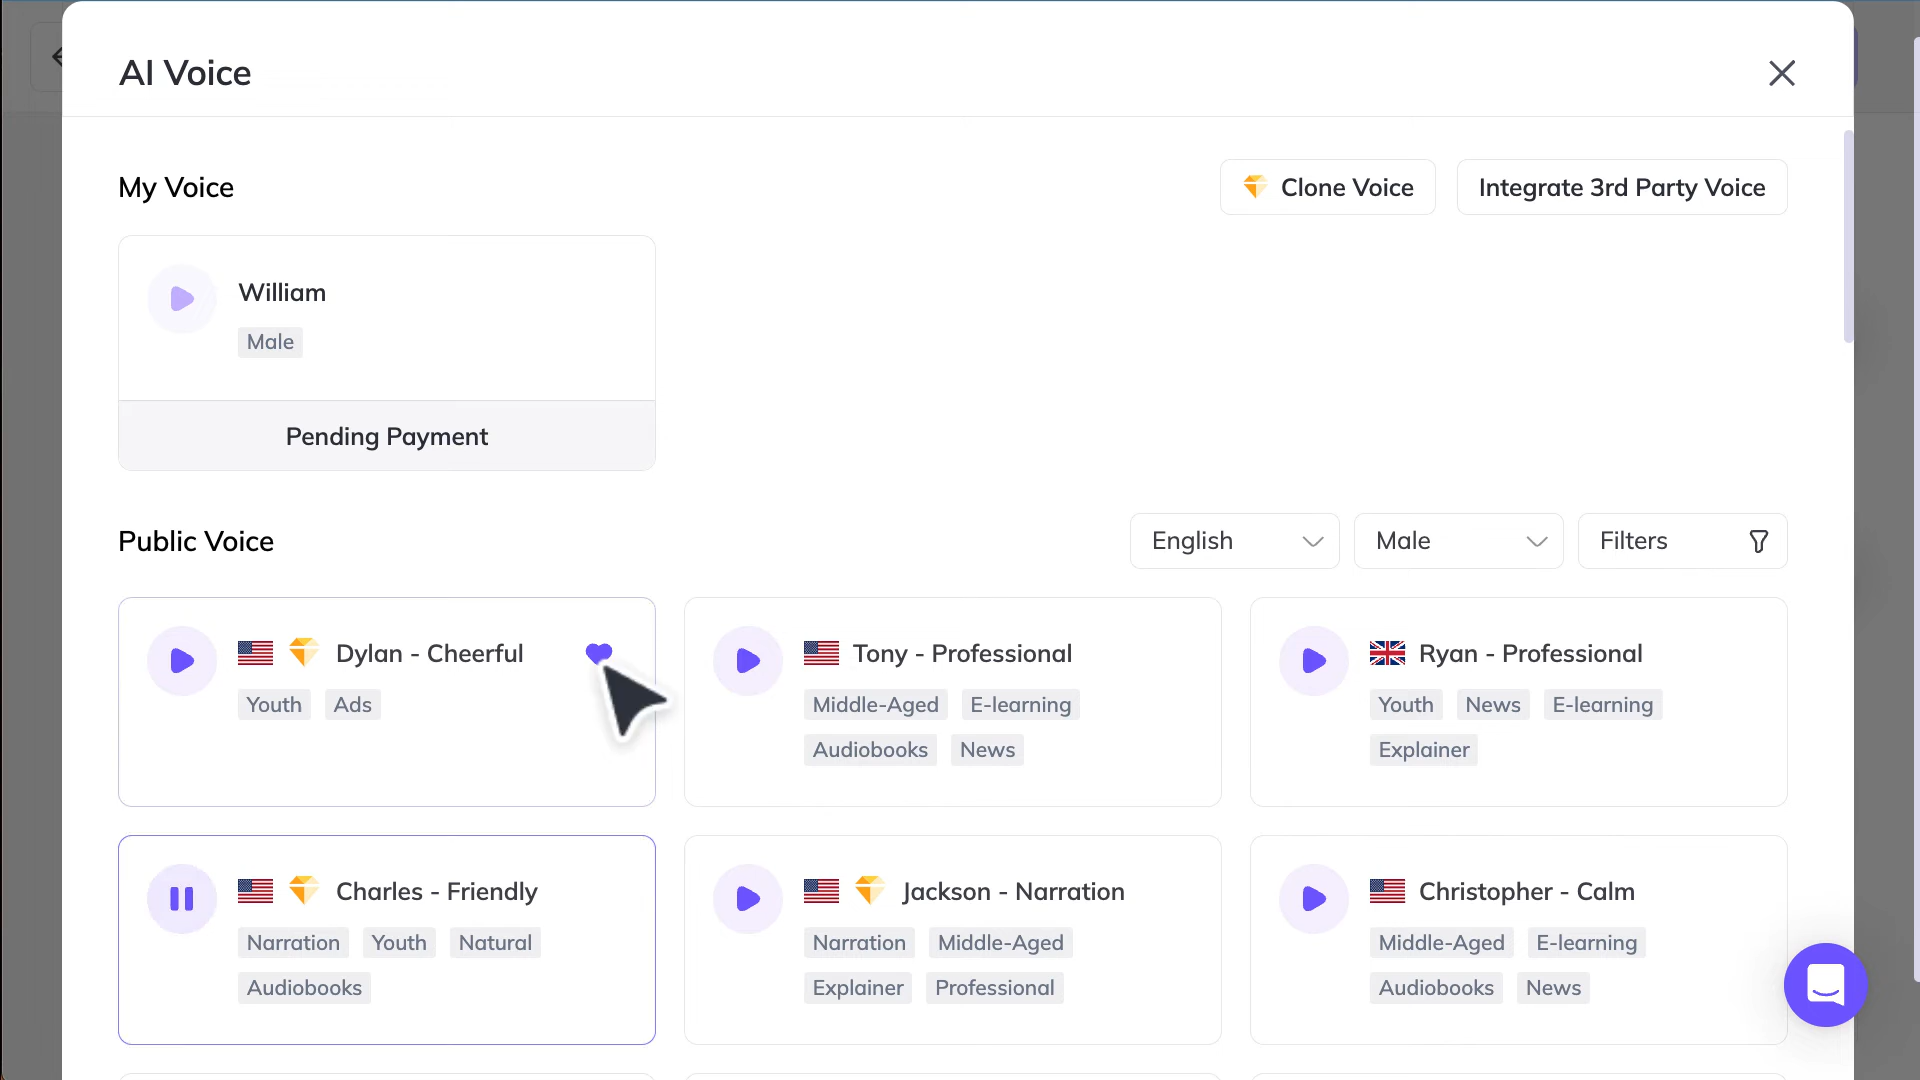 AI Voice
My Voice
Clone Voice
Integrate 3rd Party Voice
William
Male
Pending Payment
Public Voice
English
Male
Filters
Dylan - Cheerful
Youth Ads
Tony - Professional
Middle-Aged E-learning
Audiobooks News
Ryan - Professional
Youth News E-learning
Explainer
Charles - Friendly
Narration Youth Natural
Audiobooks
Jackson - Narration
Narration Middle-Aged
Explainer Professional
Christopher - Calm
Middle-Aged E-learning
Audiobooks News